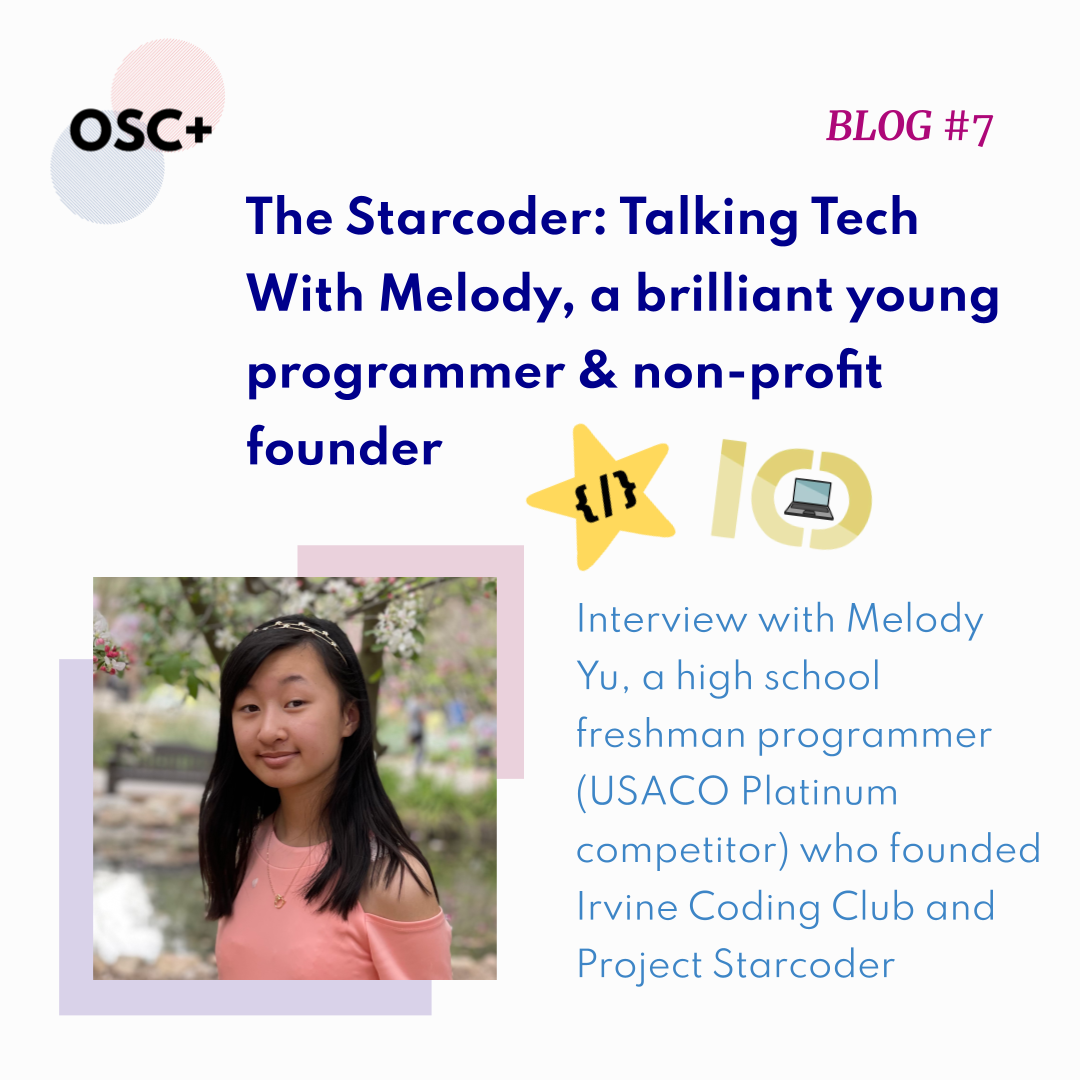 OSC+
BLOG #7
The Starcoder: Talking Tech
With Melody, a brilliant young
programmer & non-profit
founder
{/}
Interview with Melody
Yu, a high school
freshman programmer
(USACO Platinum
competitor) who founded
Irvine Coding Club and
Project Starcoder